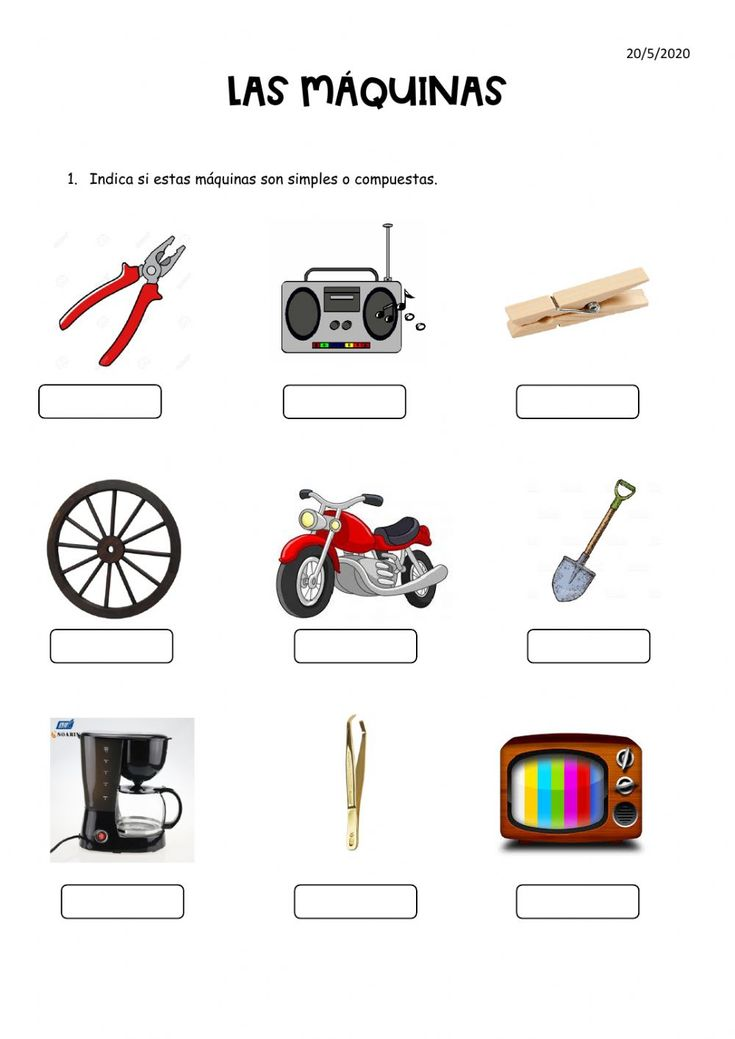 20/5/2020
LAS MÁQUINAS
1. Indica si estas máquinas son simples o compuestas.